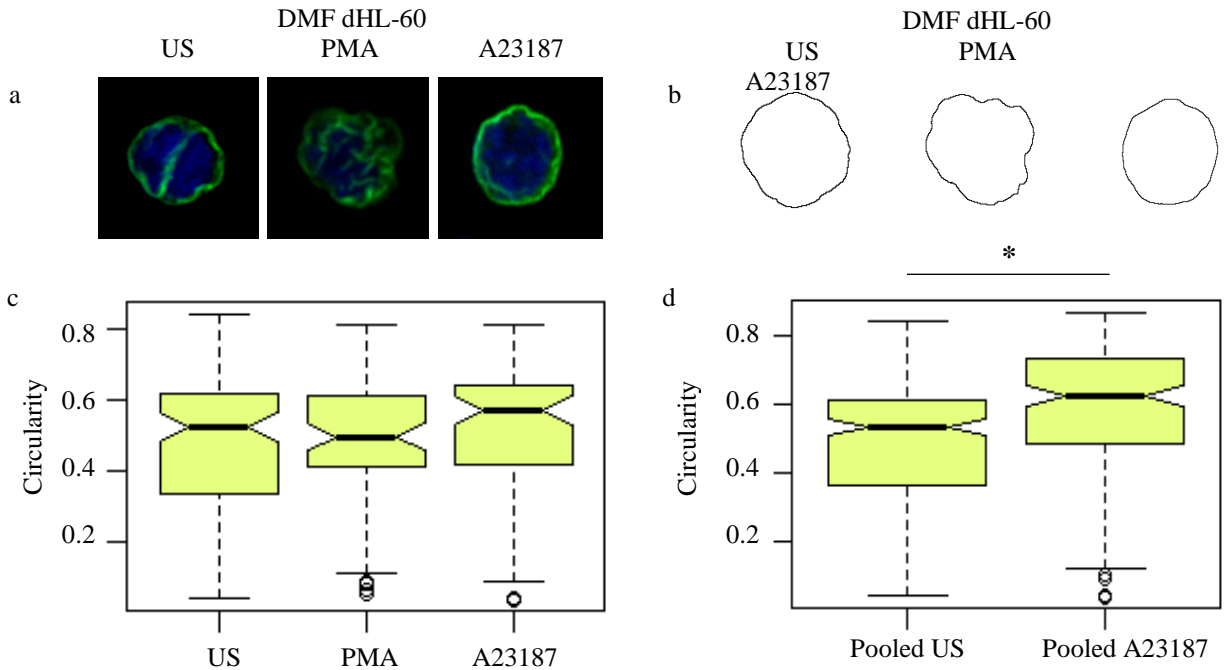 DMF dHL-60
US PMA A23187
a
DMF dHL-60
US PMA
A23187
b
c
0.8
0.6
0.4
0.2
Circularity
US PMA A23187
*
d
0.8
0.6
0.4
0.2
Circularity
Pooled US Pooled A23187